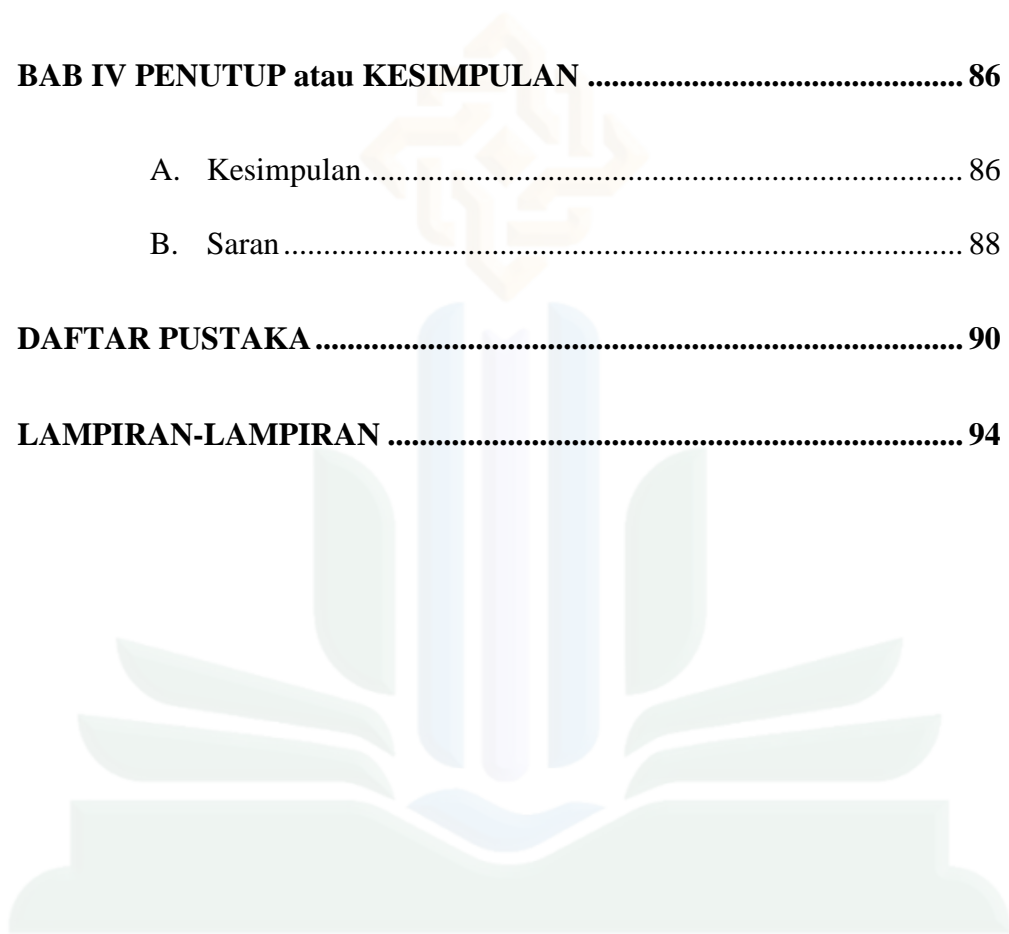 BAB IV PENUTUP atau KESIMPULAN ............................................... 86
A. Kesimpulan........................................................................... 86
B. Saran..................................................................................... 88
DAFTAR PUSTAKA................................................................................. 90
LAMPIRAN-LAMPIRAN ........................................................................ 94